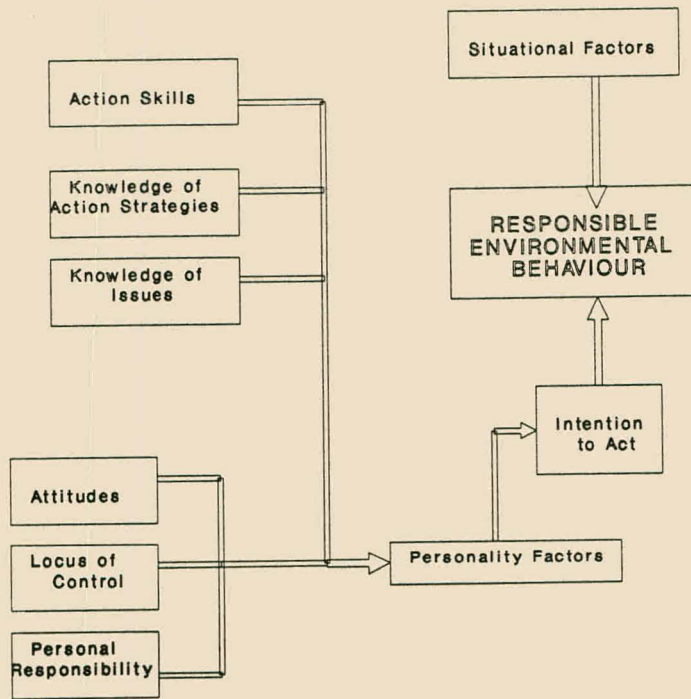 Situational Factors
Action Skills
Knowledge of
Action Strategies
RESPONSIBLE
ENVIRONMENTAL
BEHAVIOUR
Knowledge of
Issues
Intention
to Act
Attitudes
Locus of
Control
Personality Factors
Personal
Responsibility